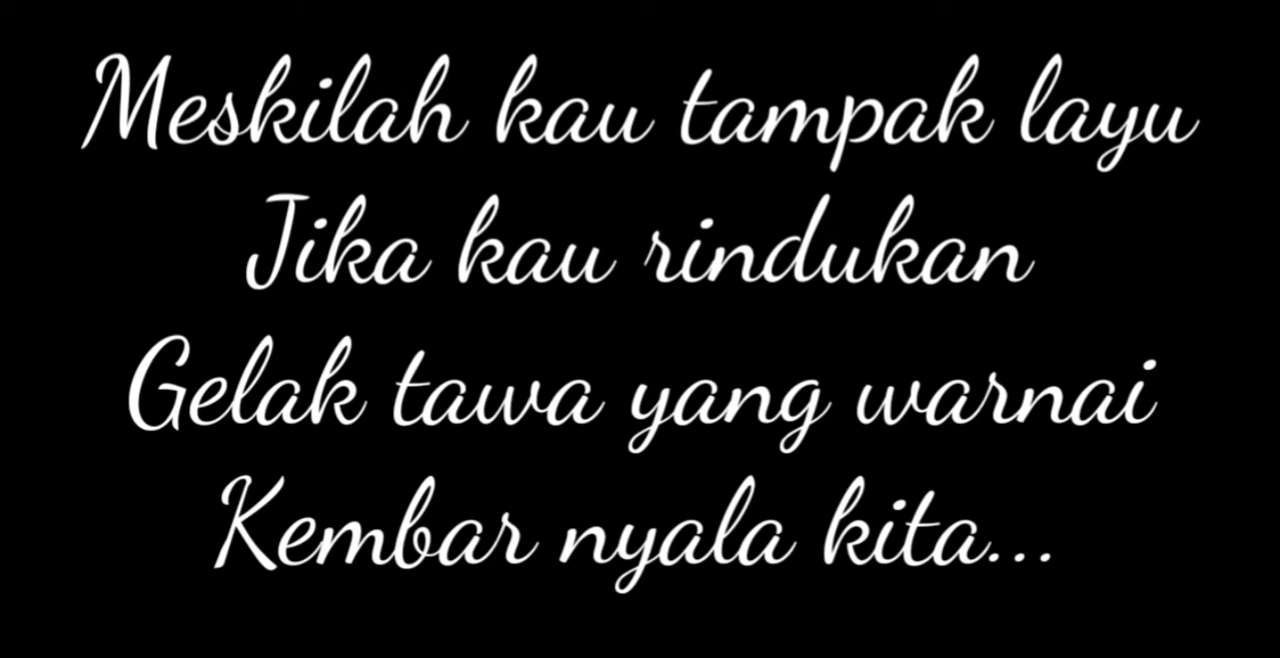 Meskilah kau tampak layu
Jika kau rindukan
Gelak tawa yang warnai
Kembar nyala kita...